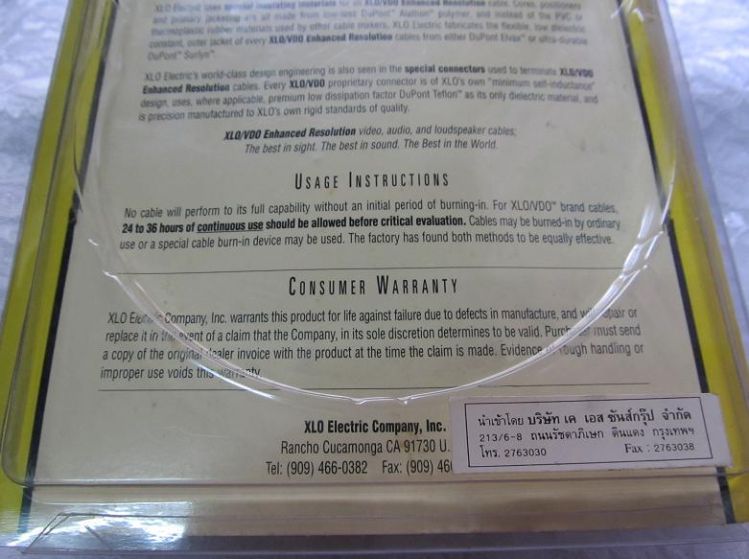 XLO Electric uses special insulating materials for all XLO/VDO Enhanced Resolution cable. Cores, positioners
and primary jacketing are all made from low-loss DuPont Alathon™ polymer, and instead of the PVC or
thermoplastic rubber materials used by other cable makers, XLO Electric fabricates the flexible, low dielectric
constant, outer jacket of every XLO/VDO Enhanced Resolution cables from either DuPont Elvax™ or ultra-durable
DuPont™ Surlyn™.
XLO Electric's world-class design engineering is also seen in the special connectors used to terminate XLO/VDO
Enhanced Resolution cables. Every XLO/VDO proprietary connector is of XLO's own "minimum self-inductance"
design, uses, where applicable, premium low dissipation factor DuPont Teflon™ as its only dielectric material, and
is precision manufactured to XLO's own rigid standards of quality.
XLO/VDO Enhanced Resolution video, audio, and loudspeaker cables;
The best in sight. The best in sound. The Best in the World.
USAGE INSTRUCTIONS
No cable will perform to its full capability without an initial period of burning-in. For XLO/VDO™ brand cables,
24 to 36 hours of continuous use should be allowed before critical evaluation. Cables may be burned-in by ordinary
use or a special cable burn-in device may be used. The factory has found both methods to be equally effective.
CONSUMER WARRANTY
XLO Electric Company, Inc. warrants this product for life against failure due to defects in manufacture, and will repair or
replace it in the event of a claim that the Company, in its sole discretion determines to be valid. Purchaser must send
a copy of the original dealer invoice with the product at the time the claim is made. Evidence of rough handling or
improper use voids this warranty.
XLO Electric Company, Inc.
Rancho Cucamonga CA 91730 U.
Tel: (909) 466-0382 Fax: (909) 46
นำเข้าโดย บริษัท เค เอส ซันส์กรุ๊ป จำกัด
213/6-8 ถนนรัชดาภิเษก ดินแดง กรุงเทพฯ
โทร. 2763030 Fax : 2763038